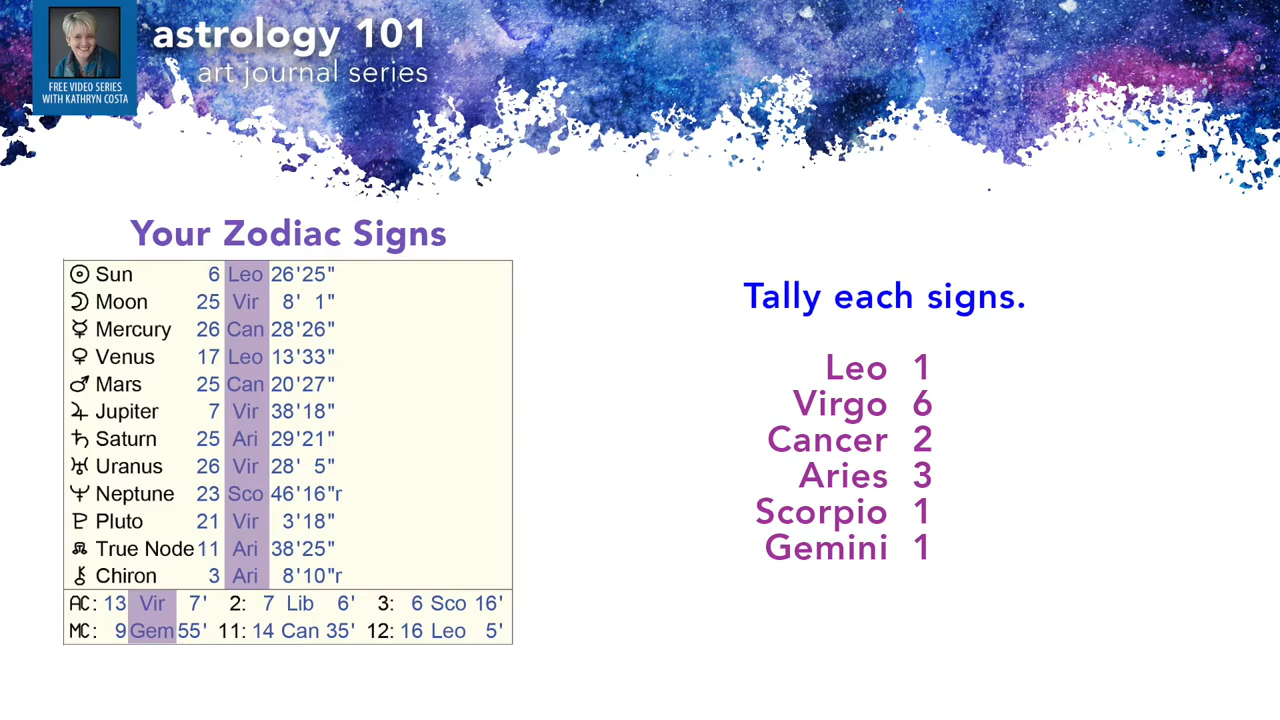 astrology 101
art journal series
FREE VIDEO SERIES
WITH KATHRYN COSTA
Your Zodiac Signs
Sun 6 Leo 26'25"
Moon 25 Vir 8' 1"
Mercury 26 Can 28'26"
Venus 17 Leo 13'33"
Mars 25 Can 20'27"
Jupiter 7 Vir 38'18"
Saturn 25 Ari 29'21"
Uranus 26 Vir 28' 5"
Neptune 23 Sco 46'16"r
Pluto 21 Vir 3'18"
True Node 11 Ari 38'25"
Chiron 3 Ari 8'10"r
AC: 13 Vir 7' 2: 7 Lib 6' 3: 6 Sco 16'
MC: 9 Gem 55' 11: 14 Can 35' 12: 16 Leo 5'
Tally each signs.
Leo 1
Virgo 6
Cancer 2
Aries 3
Scorpio 1
Gemini 1